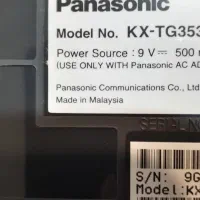 Panasonic
Model No. KX-TG353
Power Source : 9 V⎓ 500 m
(USE ONLY WITH Panasonic AC AD
Panasonic Communications Co., Ltd.
Made in Malaysia
SERIAL N
S/N: 9G
Model:KX